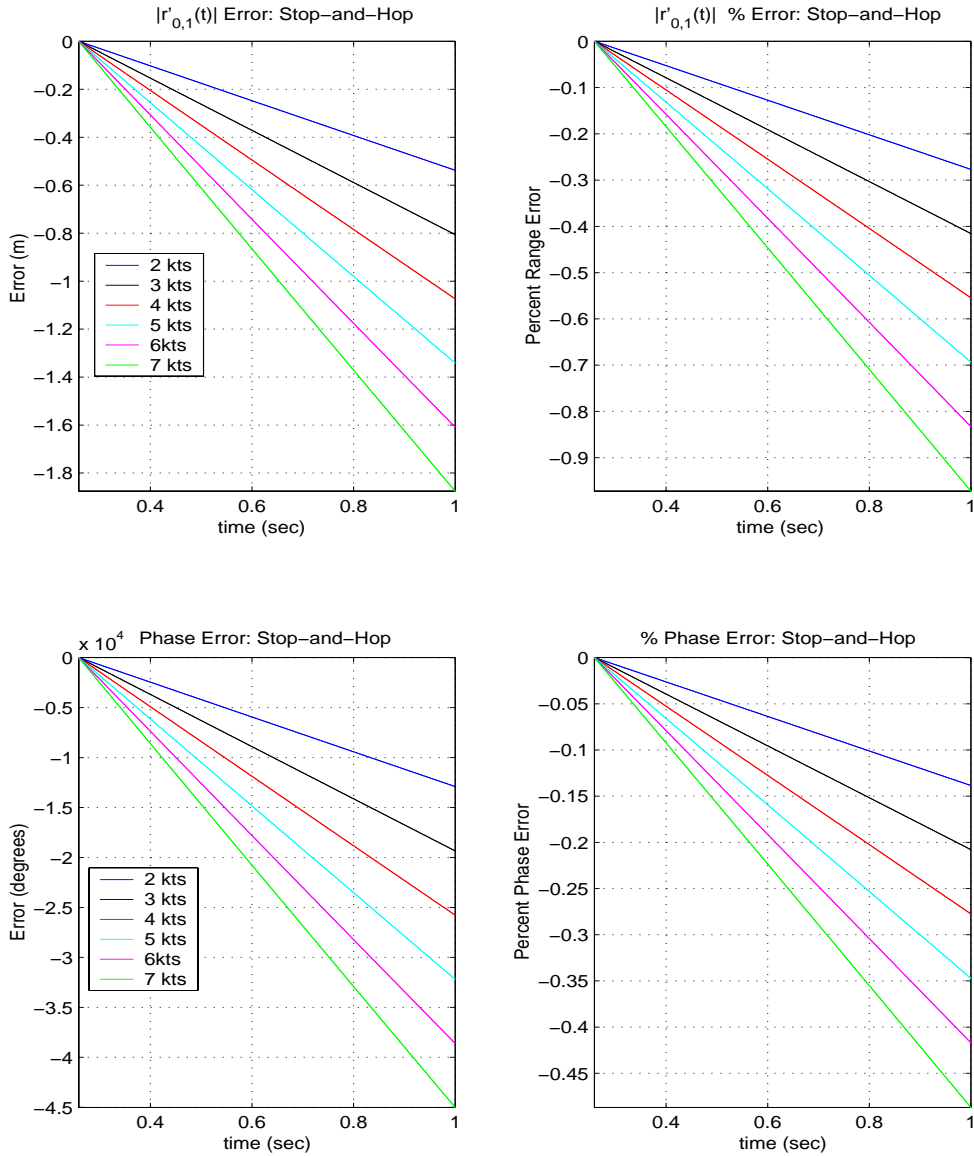 |r'0,1(t)| Error: Stop−and−Hop
0
−0.2
−0.4
−0.6
−0.8
−1
−1.2
−1.4
−1.6
−1.8
Error (m)
2 kts
3 kts
4 kts
5 kts
6kts
7 kts
0.4 0.6 0.8 1
time (sec)
|r'0,1(t)| % Error: Stop−and−Hop
0
−0.1
−0.2
−0.3
−0.4
−0.5
−0.6
−0.7
−0.8
−0.9
Percent Range Error
0.4 0.6 0.8 1
time (sec)
x 10^4 Phase Error: Stop−and−Hop
0
−0.5
−1
−1.5
−2
−2.5
−3
−3.5
−4
−4.5
Error (degrees)
2 kts
3 kts
4 kts
5 kts
6kts
7 kts
0.4 0.6 0.8 1
time (sec)
% Phase Error: Stop−and−Hop
0
−0.05
−0.1
−0.15
−0.2
−0.25
−0.3
−0.35
−0.4
−0.45
Percent Phase Error
0.4 0.6 0.8 1
time (sec)